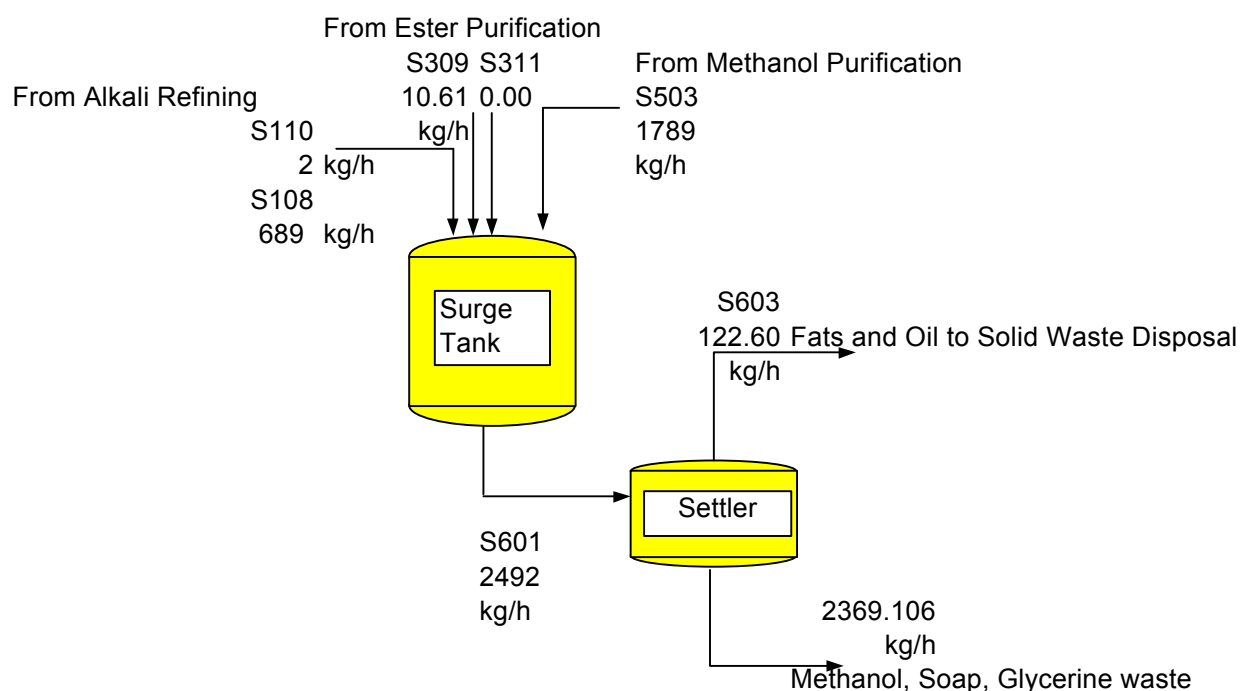 From Ester Purification
S309 S311
10.61 0.00
kg/h
From Methanol Purification
S503
1789
kg/h
From Alkali Refining
S110
2 kg/h
S108
689 kg/h
Surge
Tank
S603
122.60 Fats and Oil to Solid Waste Disposal
kg/h
Settler
S601
2492
kg/h
2369.106
kg/h
Methanol, Soap, Glycerine waste